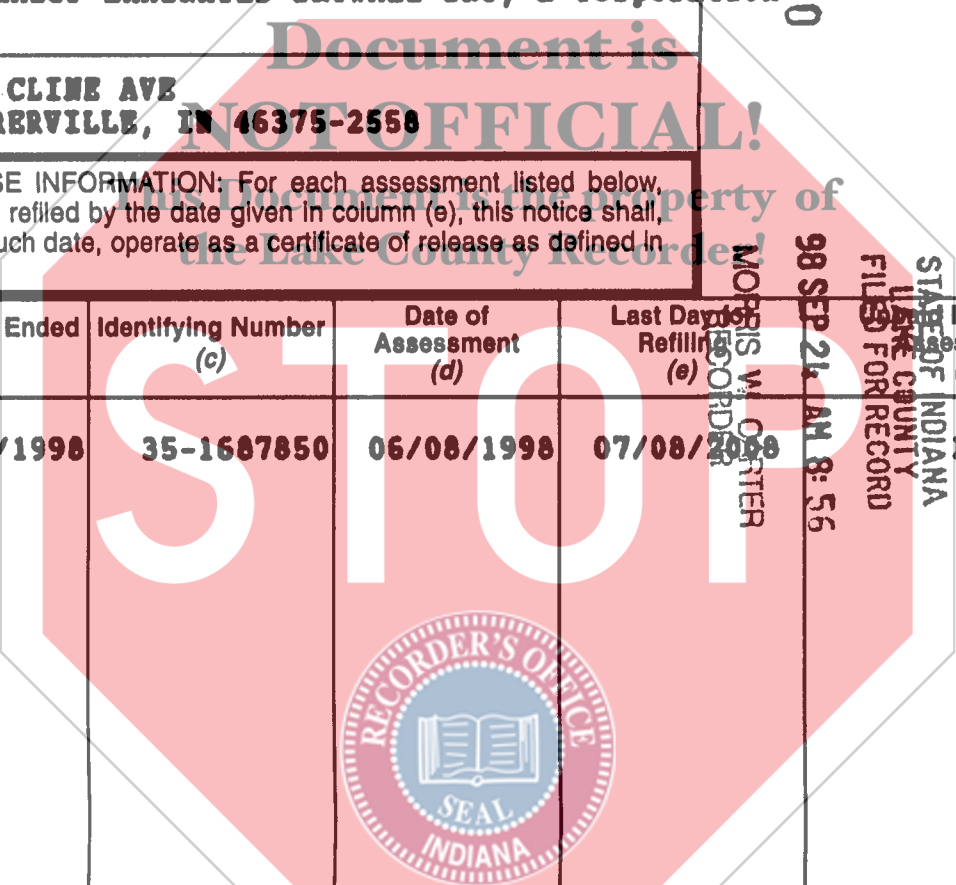 0
Document is
CLINE AVE
NOT OFFICIAL!
RERVILLE, IN 46375-2558
SE INFORMATION: For each assessment listed below,
This Document is the property of
refiled by the date given in column (e), this notice shall,
uch date, operate as a certificate of release as defined in
the Lake County Recorder!
Ended
Identifying Number
(c)
Date of
Assessment
(d)
Last Day for
Refiling
(e)
/1998
35-1687850
06/08/1998
07/08/2008
STATE OF INDIANA
LAKE COUNTY
FILED FOR RECORD
98 SEP 24 AM 8:56
MORRIS W. CARTER
RECORDER
STOP
RECORDER'S OFFICE
SEAL
INDIANA